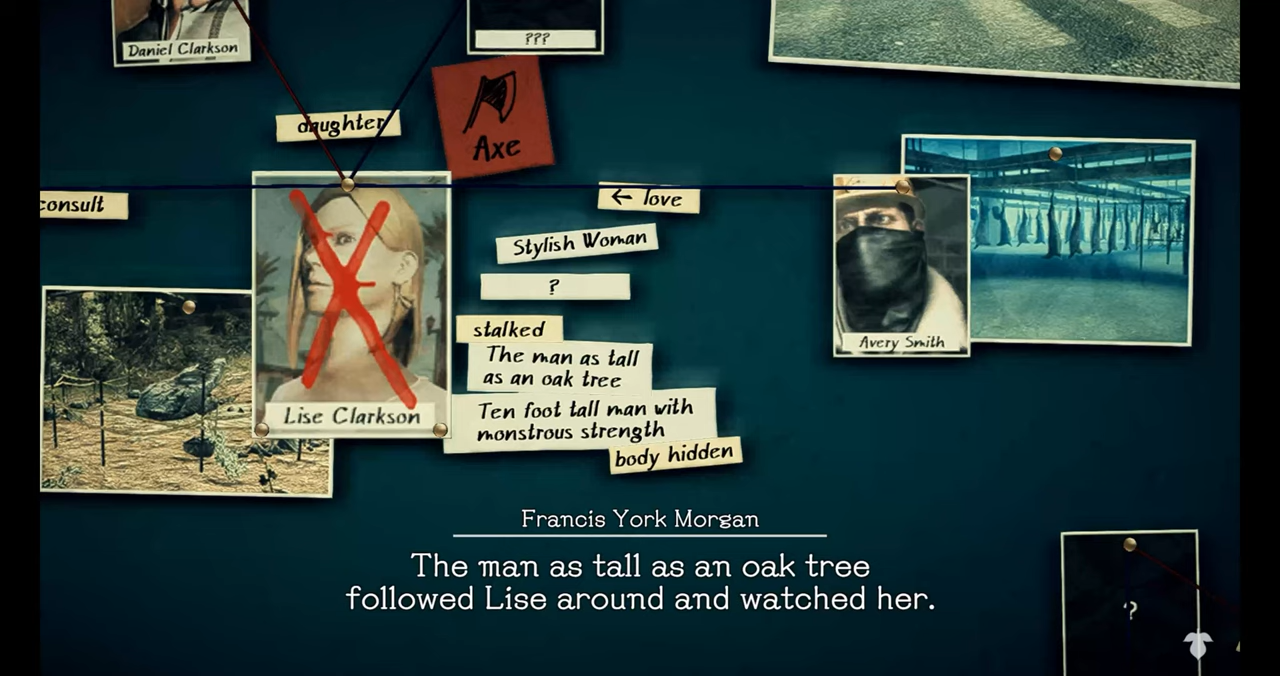 Daniel Clarkson
???
daughter
Axe
consult
← love
Stylish Woman
?
stalked
The man as tall
as an oak tree
Ten foot tall man with
monstrous strength
body hidden
Lise Clarkson
Avery Smith
?
Francis York Morgan
The man as tall as an oak tree
followed Lise around and watched her.